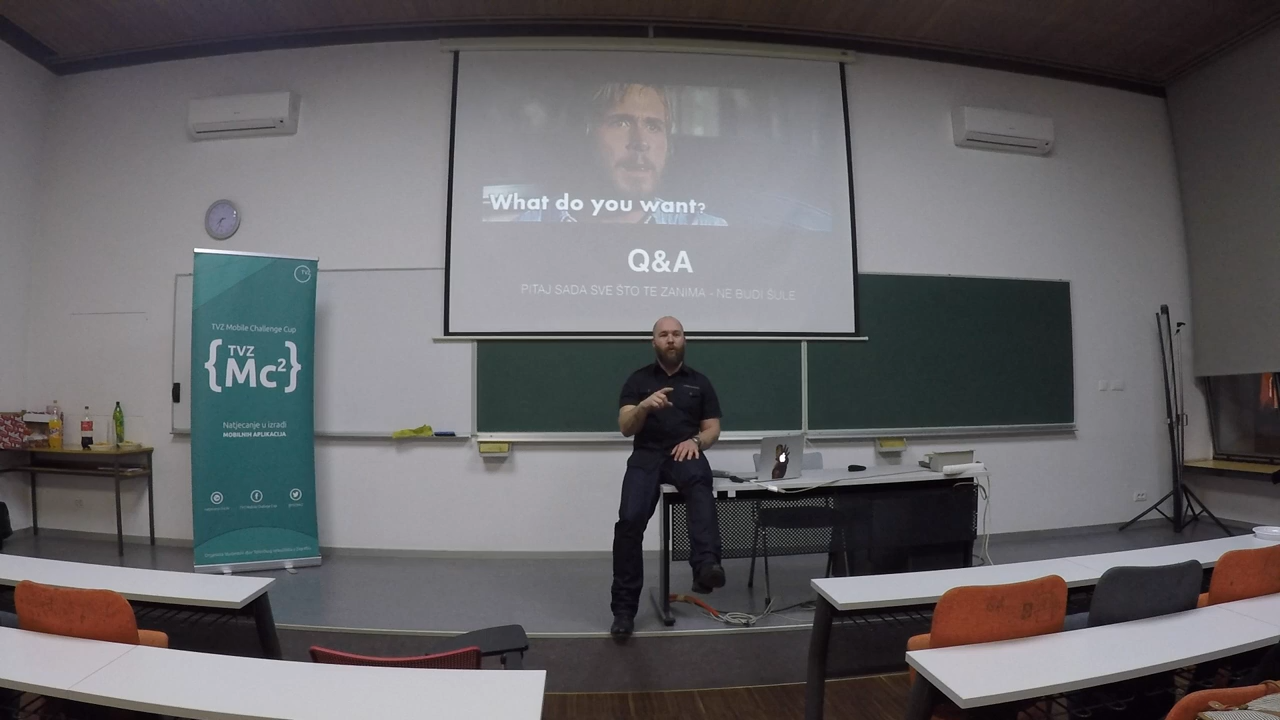 What do you want?
Q&A
PITAJ SADA SVE ŠTO TE ZANIMA - NE BUDI ŠULE
TVZ Mobile Challenge Cup
{TVZ
Mc²}
Natjecanje u izradi
MOBILNIH APLIKACIJA